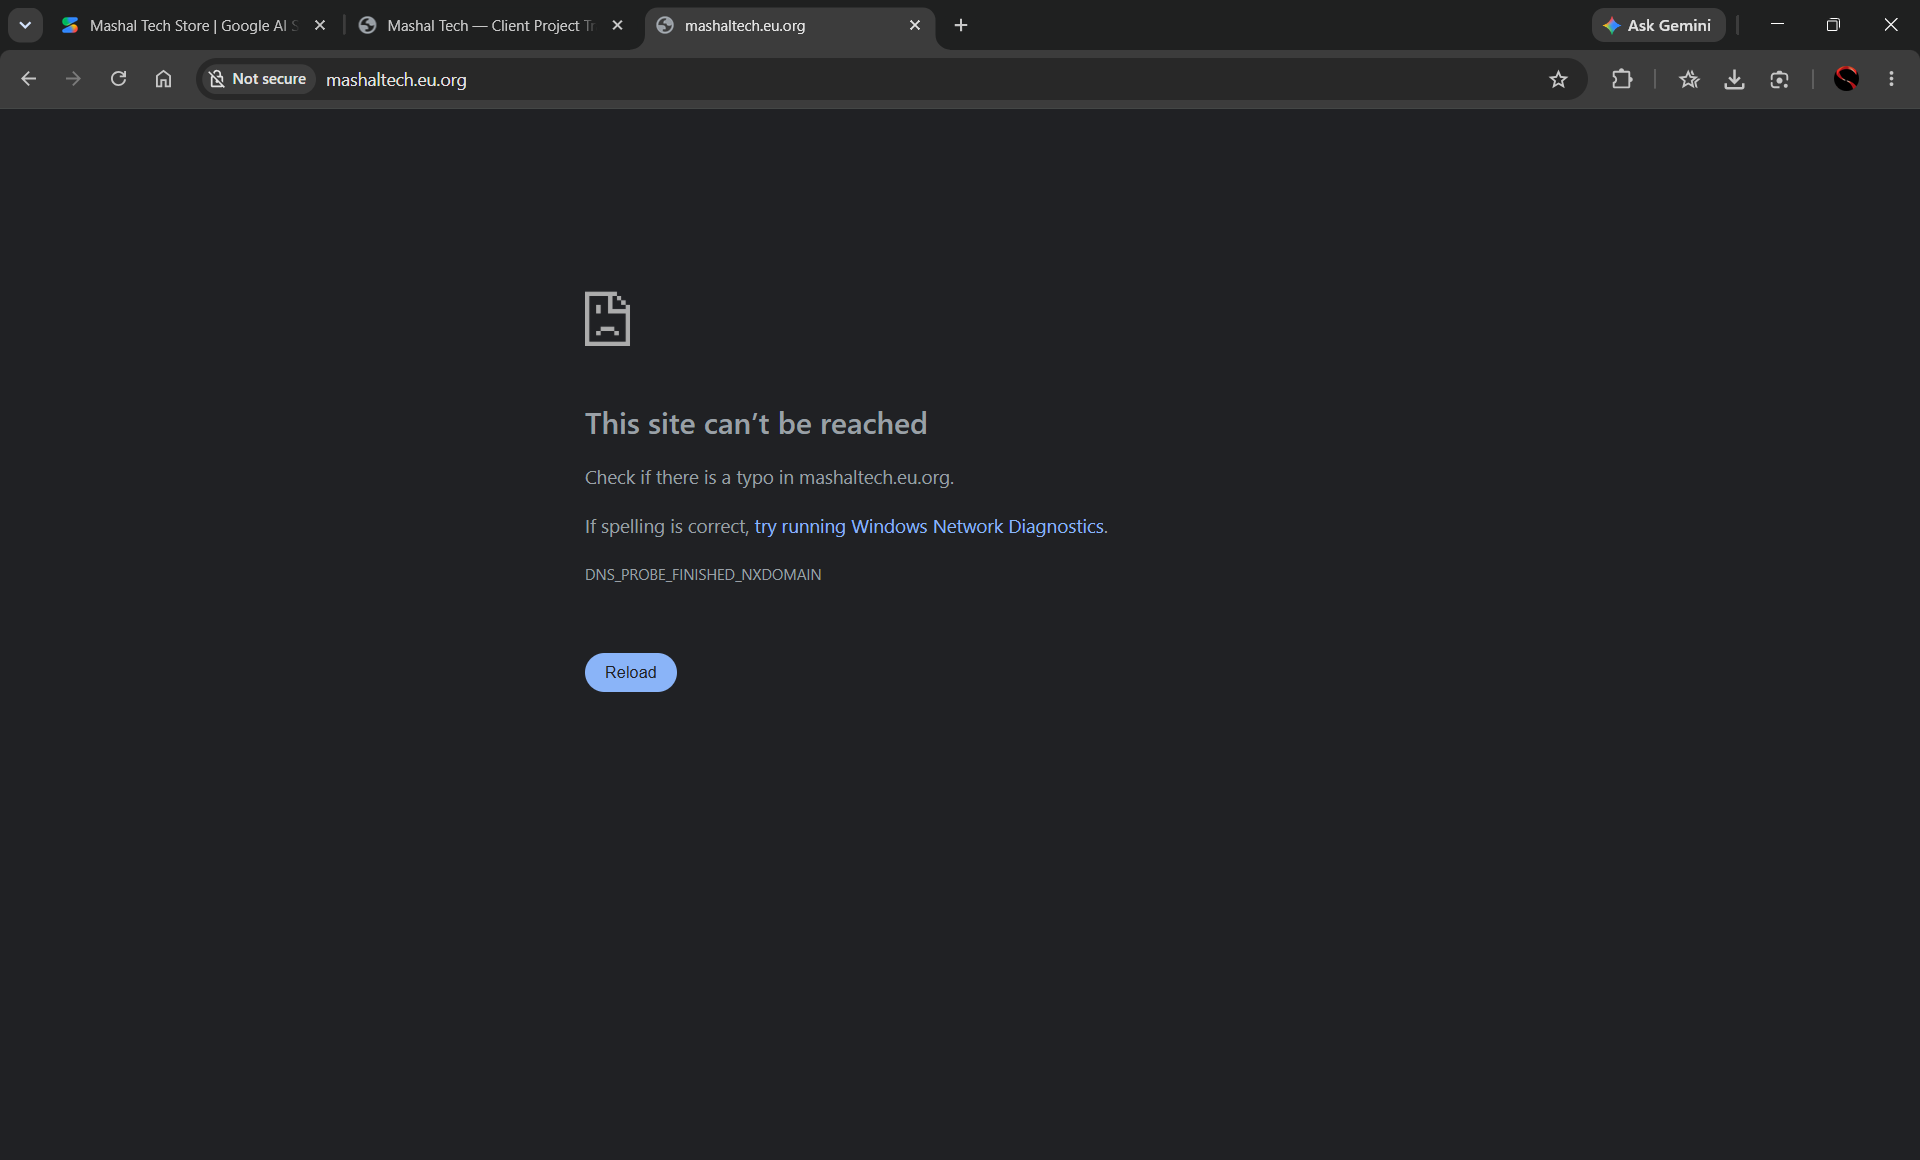 Mashal Tech Store | Google AI S
Mashal Tech — Client Project Tr
mashaltech.eu.org
Ask Gemini
Not secure
mashaltech.eu.org
This site can’t be reached
Check if there is a typo in mashaltech.eu.org.
If spelling is correct, try running Windows Network Diagnostics.
DNS_PROBE_FINISHED_NXDOMAIN
Reload